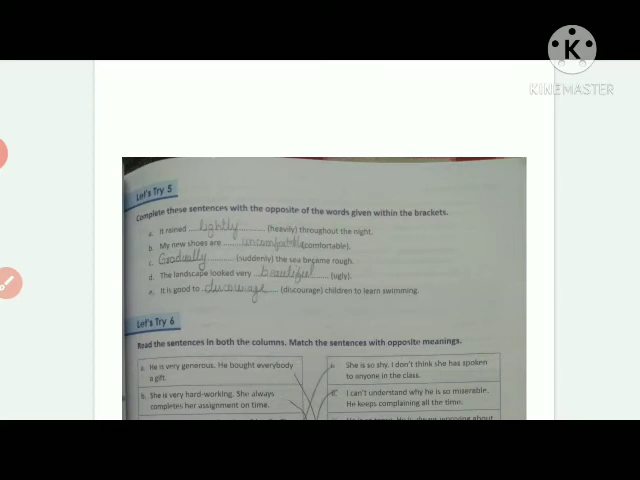 KINEMASTER
Let's Try 5
Complete these sentences with the opposite of the words given within the brackets.
a. It rained lightly (heavily) throughout the night.
b. My new shoes are uncomfortable (comfortable).
c. Gradually (suddenly) the sea became rough.
d. The landscape looked very beautiful (ugly).
e. It is good to discourage (discourage) children to learn swimming.
Let's Try 6
Read the sentences in both the columns. Match the sentences with opposite meanings.
a. He is very generous. He bought everybody
a gift.
i. She is so shy. I don't think she has spoken
to anyone in the class.
b. She is very hard-working. She always
completes her assignment on time.
ii. I can't understand why he is so miserable.
He keeps complaining all the time.